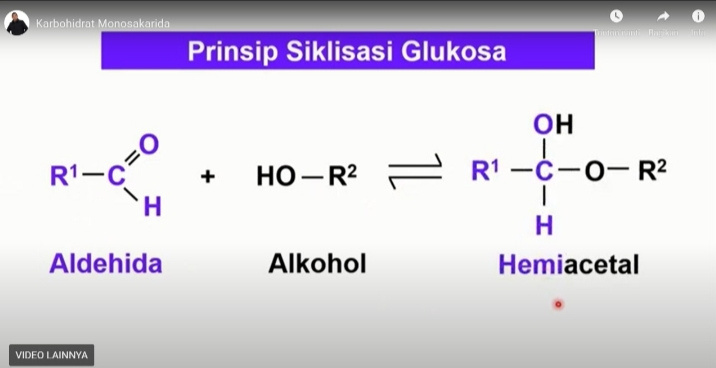 Karbohidrat Monosakarida
Prinsip Siklisasi Glukosa
R¹−C=O
H
+
HO−R²
⇌
OH
R¹−C−O−R²
H
Aldehida
Alkohol
Hemiacetal
VIDEO LAINNYA